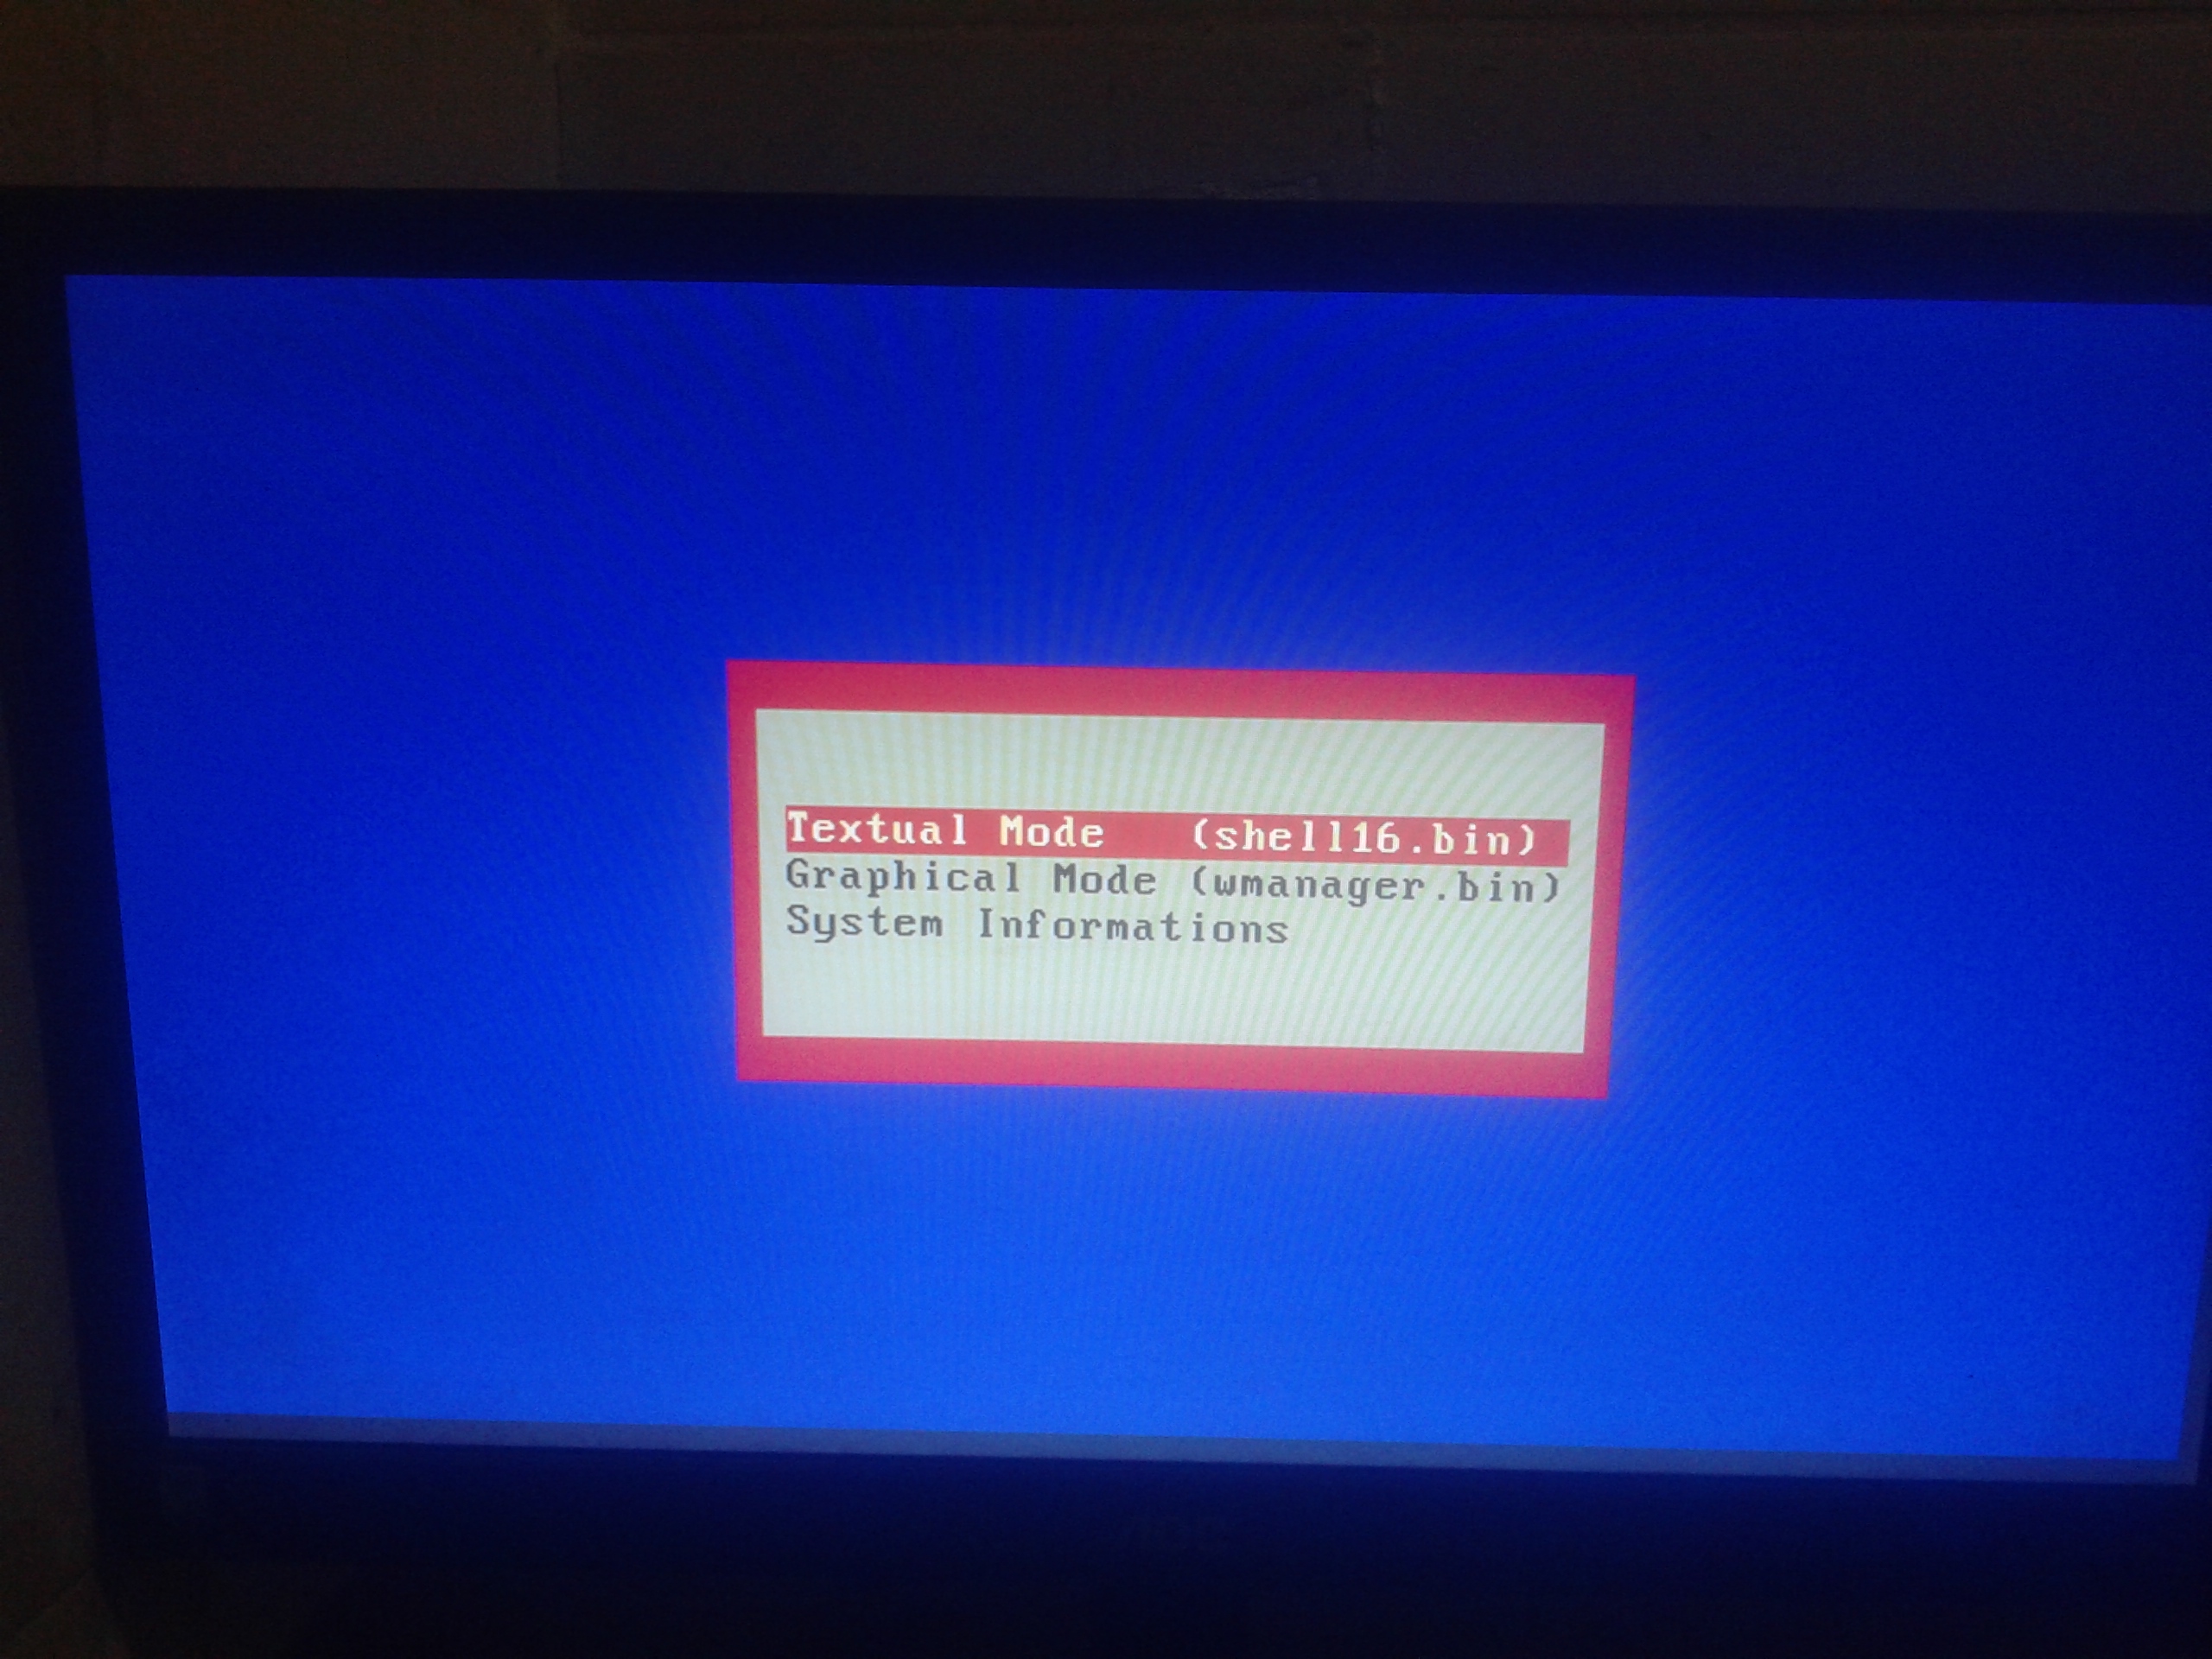 Textual Mode (shell16.bin)
Graphical Mode (wmanager.bin)
System Informations